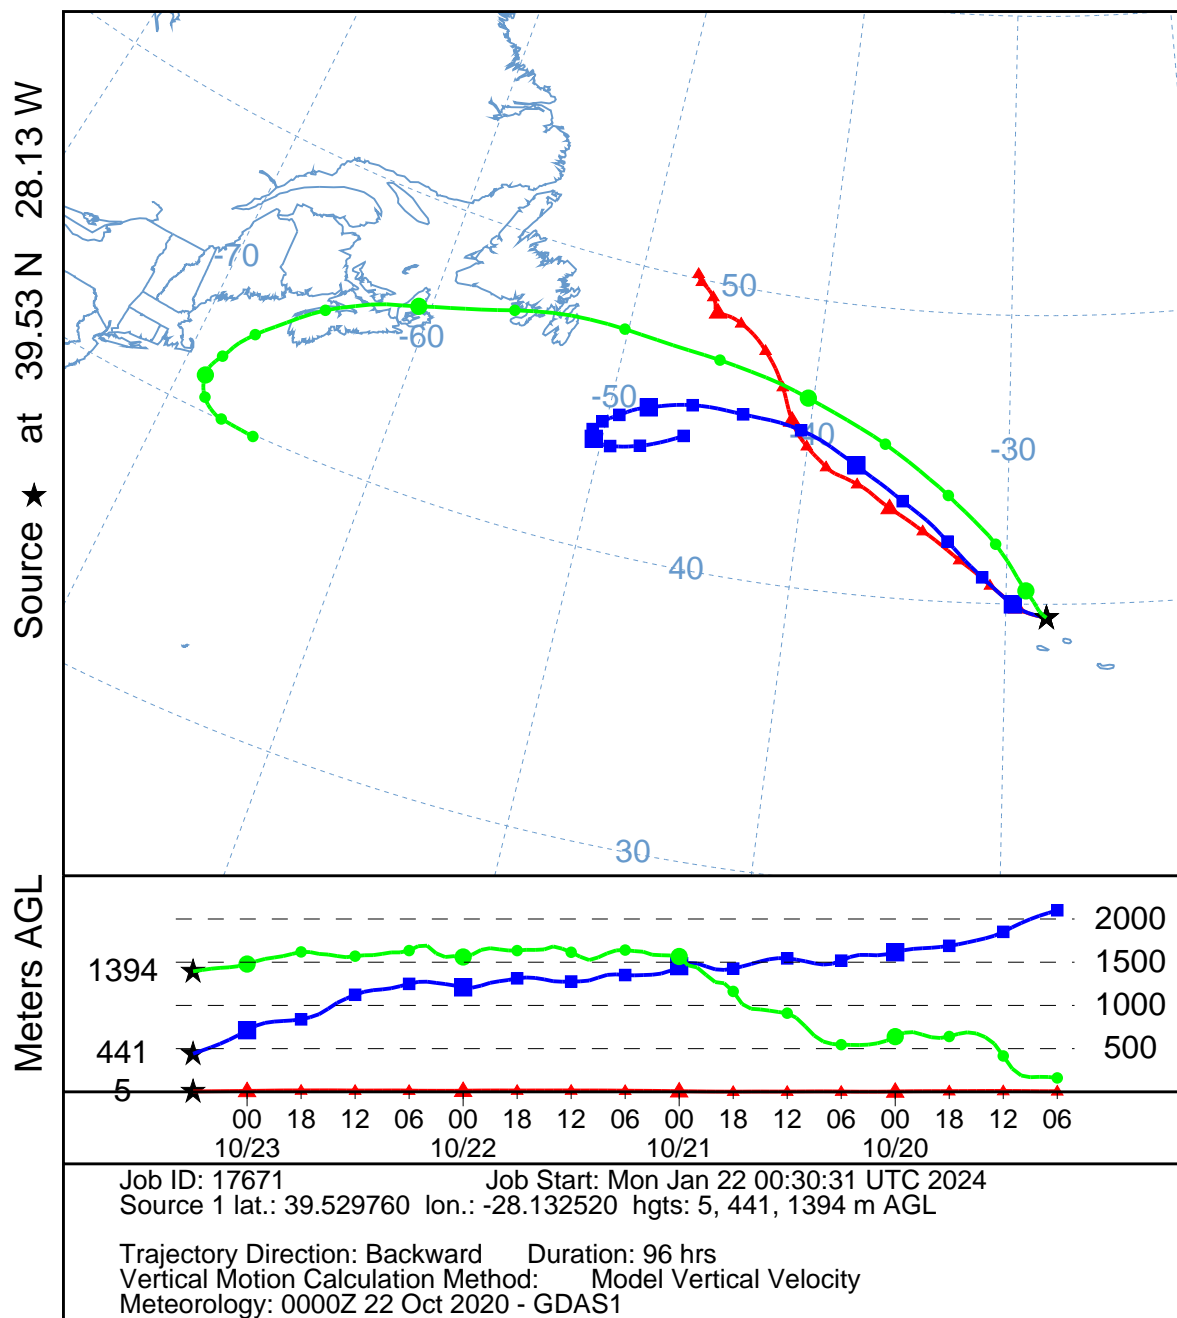 Source ★ at 39.53 N 28.13 W
-70
-60
50
-50
-40
-30
40
30
Meters AGL
2000
1394
1500
1000
441
500
5
00 18 12 06 00 18 12 06 00 18 12 06 00 18 12 06
10/23 10/22 10/21 10/20
Job ID: 17671 Job Start: Mon Jan 22 00:30:31 UTC 2024
Source 1 lat.: 39.529760 lon.: -28.132520 hgts: 5, 441, 1394 m AGL
Trajectory Direction: Backward Duration: 96 hrs
Vertical Motion Calculation Method: Model Vertical Velocity
Meteorology: 0000Z 22 Oct 2020 - GDAS1